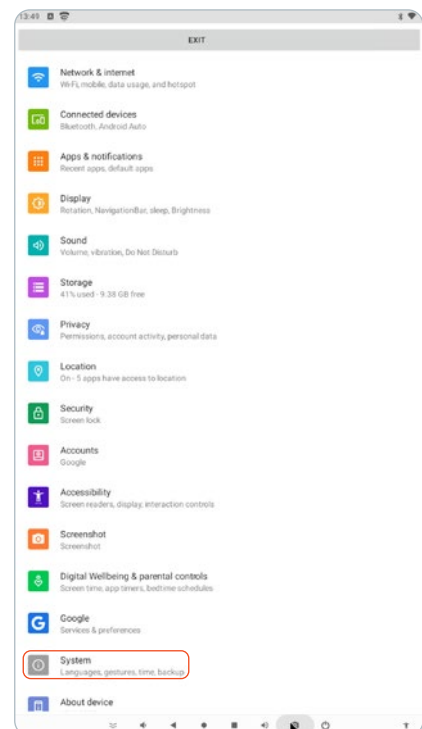 13:49
EXIT
Network & internet
Wi-Fi, mobile, data usage, and hotspot
Connected devices
Bluetooth, Android Auto
Apps & notifications
Recent apps, default apps
Display
Rotation, NavigationBar, sleep, Brightness
Sound
Volume, vibration, Do Not Disturb
Storage
41% used - 9.38 GB free
Privacy
Permissions, account activity, personal data
Location
On - 5 apps have access to location
Security
Screen lock
Accounts
Google
Accessibility
Screen readers, display, interaction controls
Screenshot
Screenshot
Digital Wellbeing & parental controls
Screen time, app timers, bedtime schedules
Google
Services & preferences
System
Languages, gestures, time, backup
About device